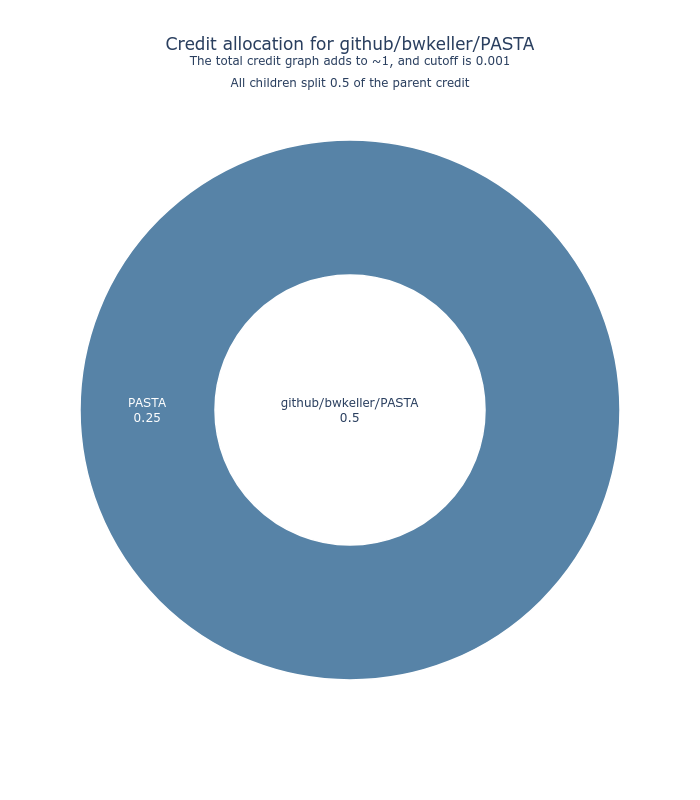 Credit allocation for github/bwkeller/PASTA
The total credit graph adds to ~1, and cutoff is 0.001
All children split 0.5 of the parent credit
PASTA
0.25
github/bwkeller/PASTA
0.5